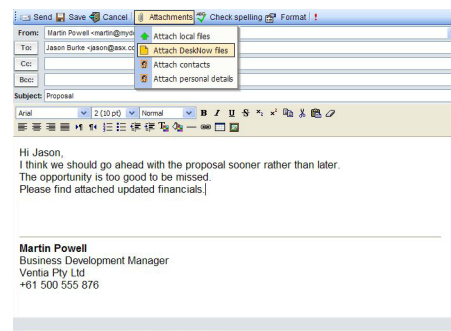 Send Save Cancel Attachments Check spelling Format !
From: Martin Powell <martin@myd
Attach local files
To: Jason Burke <jason@asx.co
Attach DeskNow files
Cc:
Attach contacts
Bcc:
Attach personal details
Subject: Proposal
Arial 2 (10 pt) Normal B I U S x₂ x²
Hi Jason,
I think we should go ahead with the proposal sooner rather than later.
The opportunity is too good to be missed.
Please find attached updated financials.
Martin Powell
Business Development Manager
Ventia Pty Ltd
+61 500 555 876